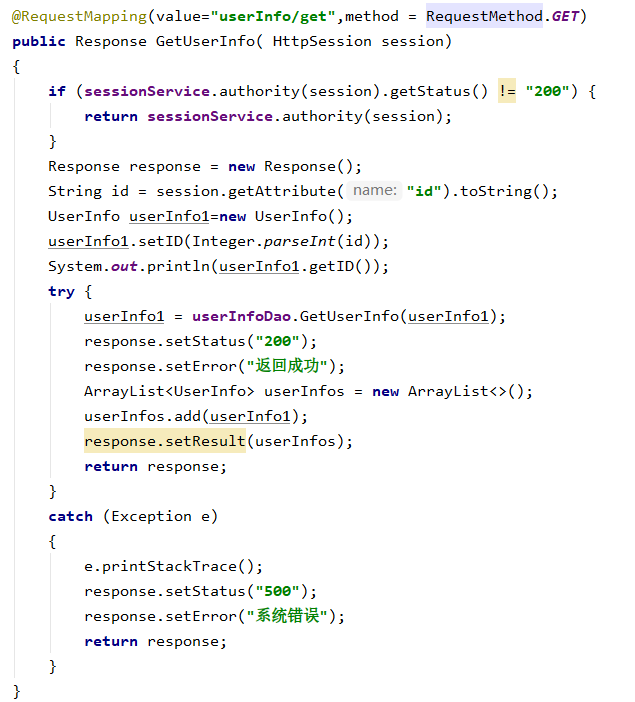 @RequestMapping(value="userInfo/get",method = RequestMethod.GET)
public Response GetUserInfo( HttpSession session)
{
    if (sessionService.authority(session).getStatus() != "200") {
        return sessionService.authority(session);
    }
    Response response = new Response();
    String id = session.getAttribute( name: "id").toString();
    UserInfo userInfo1=new UserInfo();
    userInfo1.setID(Integer.parseInt(id));
    System.out.println(userInfo1.getID());
    try {
        userInfo1 = userInfoDao.GetUserInfo(userInfo1);
        response.setStatus("200");
        response.setError("返回成功");
        ArrayList<UserInfo> userInfos = new ArrayList<>();
        userInfos.add(userInfo1);
        response.setResult(userInfos);
        return response;
    }
    catch (Exception e)
    {
        e.printStackTrace();
        response.setStatus("500");
        response.setError("系统错误");
        return response;
    }
}